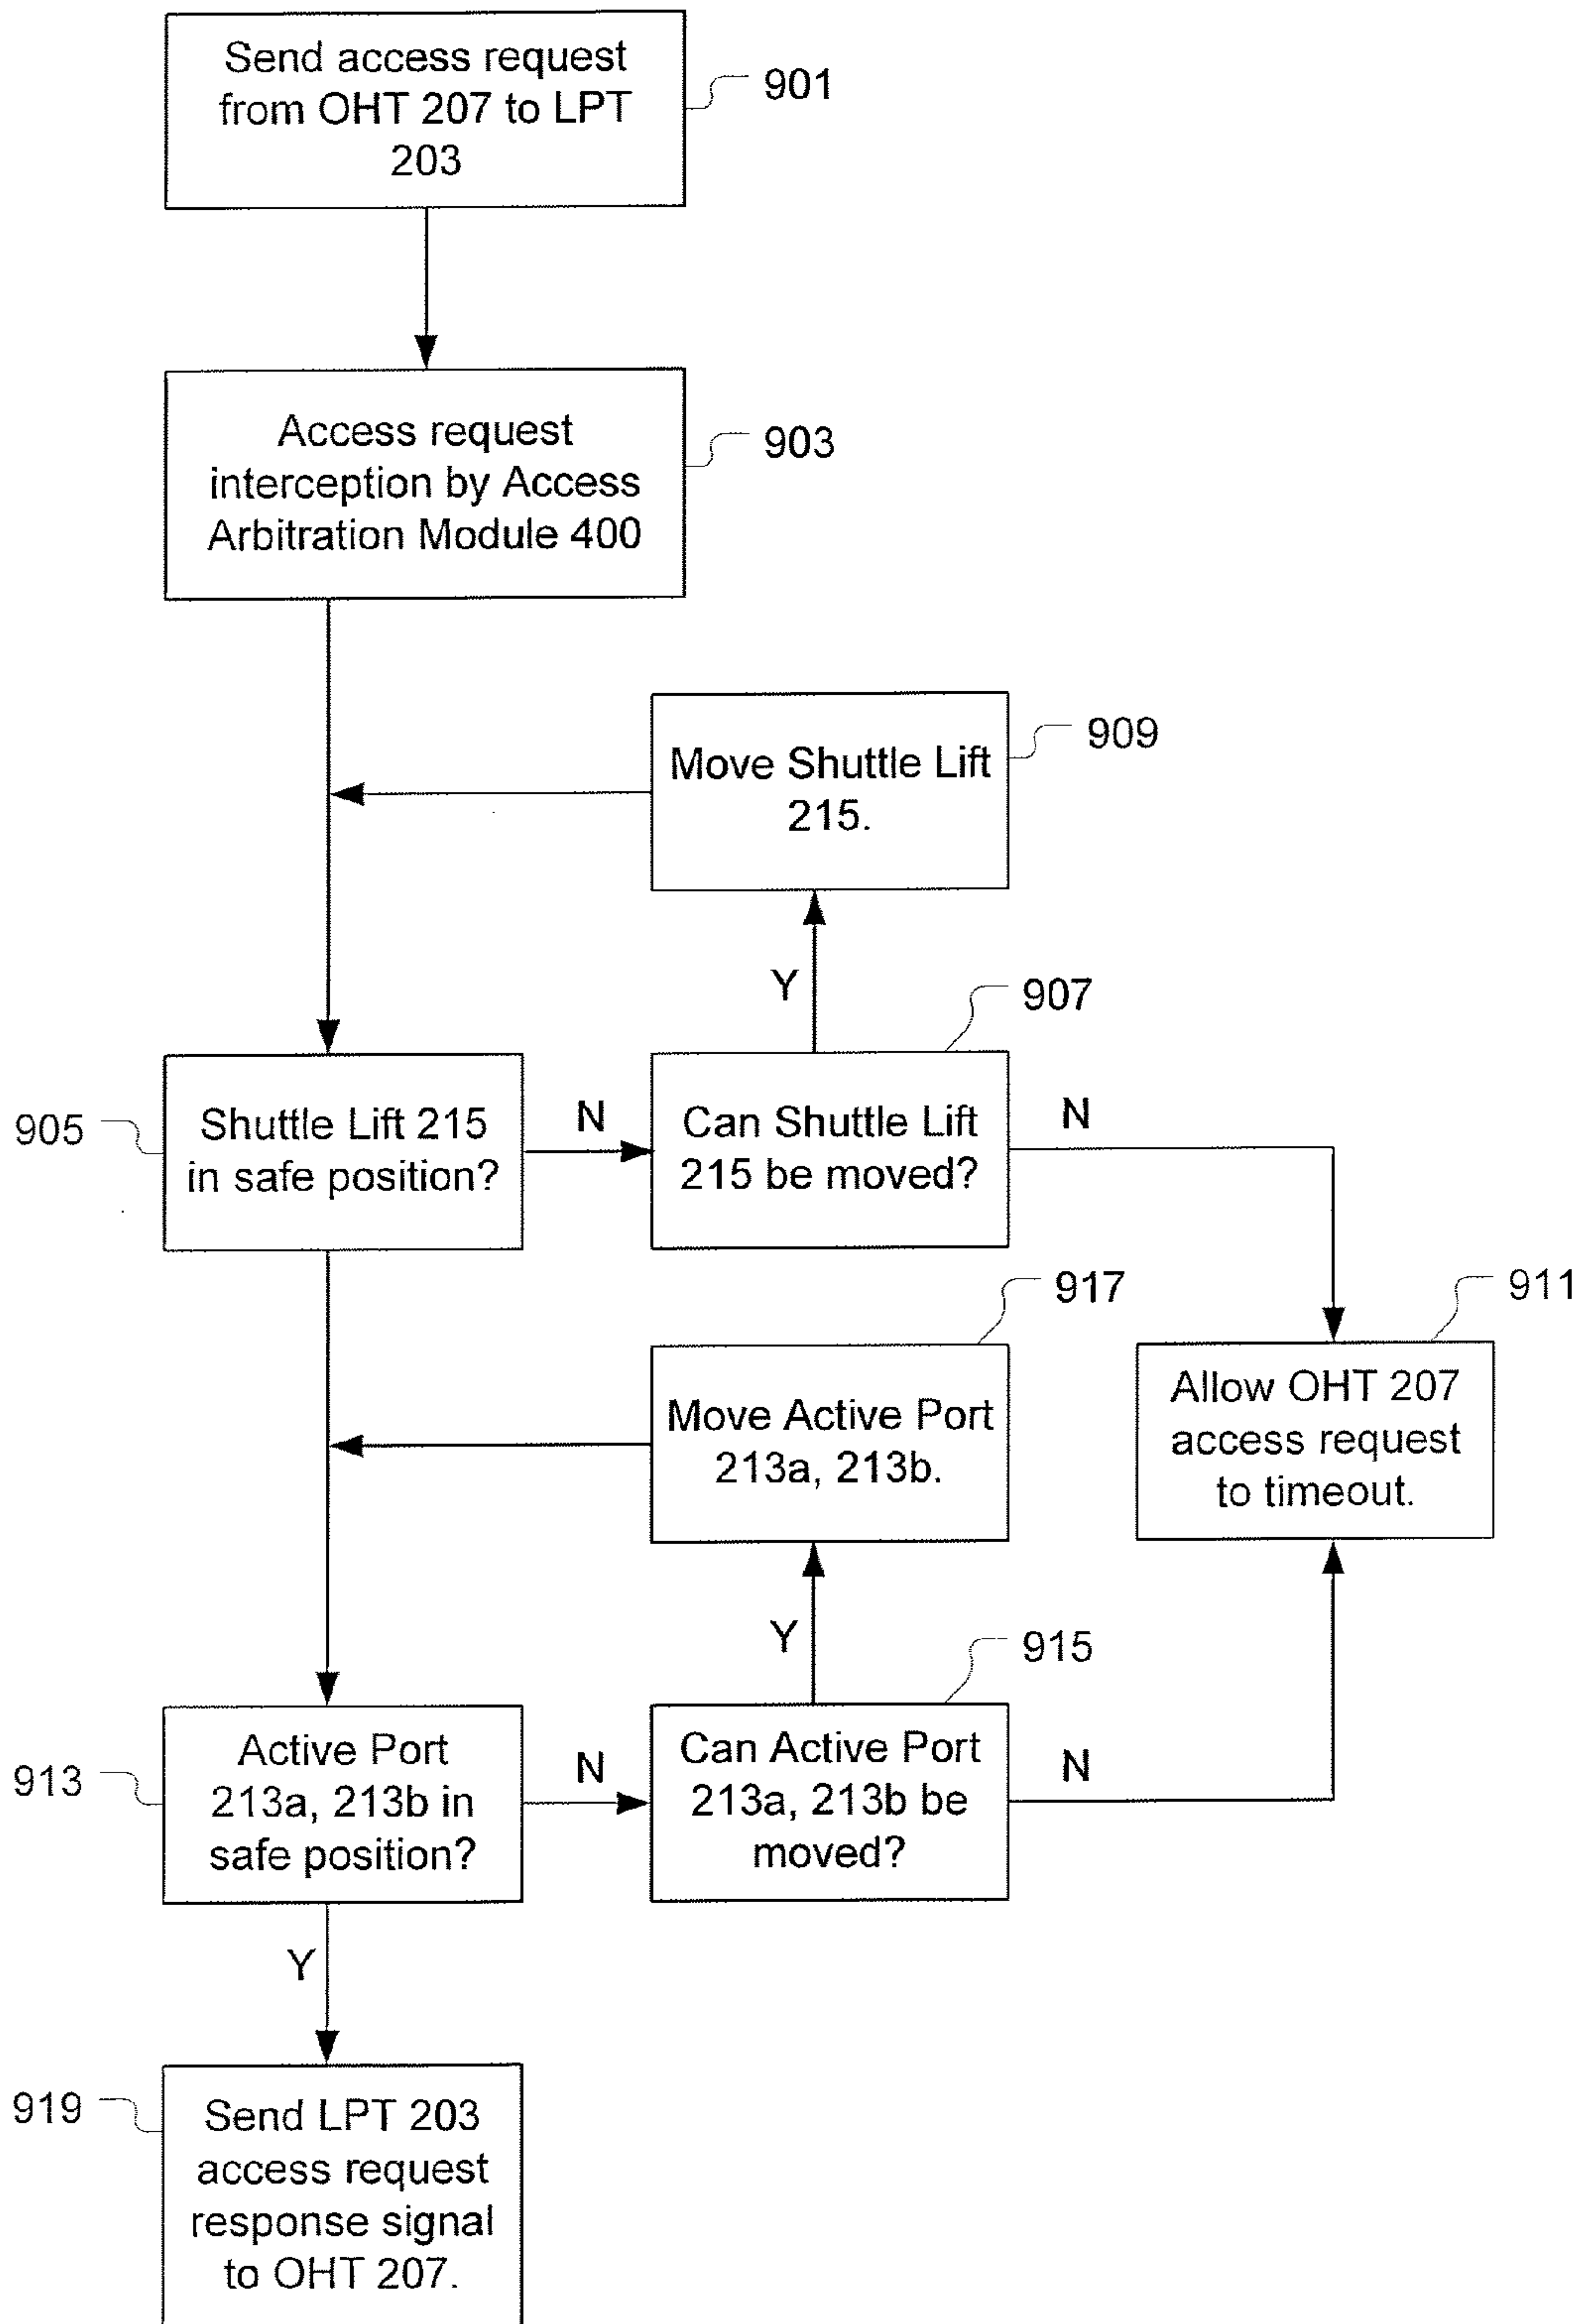 Send access request
from OHT 207 to LPT
203
901
Access request
interception by Access
Arbitration Module 400
903
Move Shuttle Lift
215.
909
Y
907
905
Shuttle Lift 215
in safe position?
N
Can Shuttle Lift
215 be moved?
N
917
911
Move Active Port
213a, 213b.
Allow OHT 207
access request
to timeout.
Y
915
913
Active Port
213a, 213b in
safe position?
N
Can Active Port
213a, 213b be
moved?
N
Y
919
Send LPT 203
access request
response signal
to OHT 207.